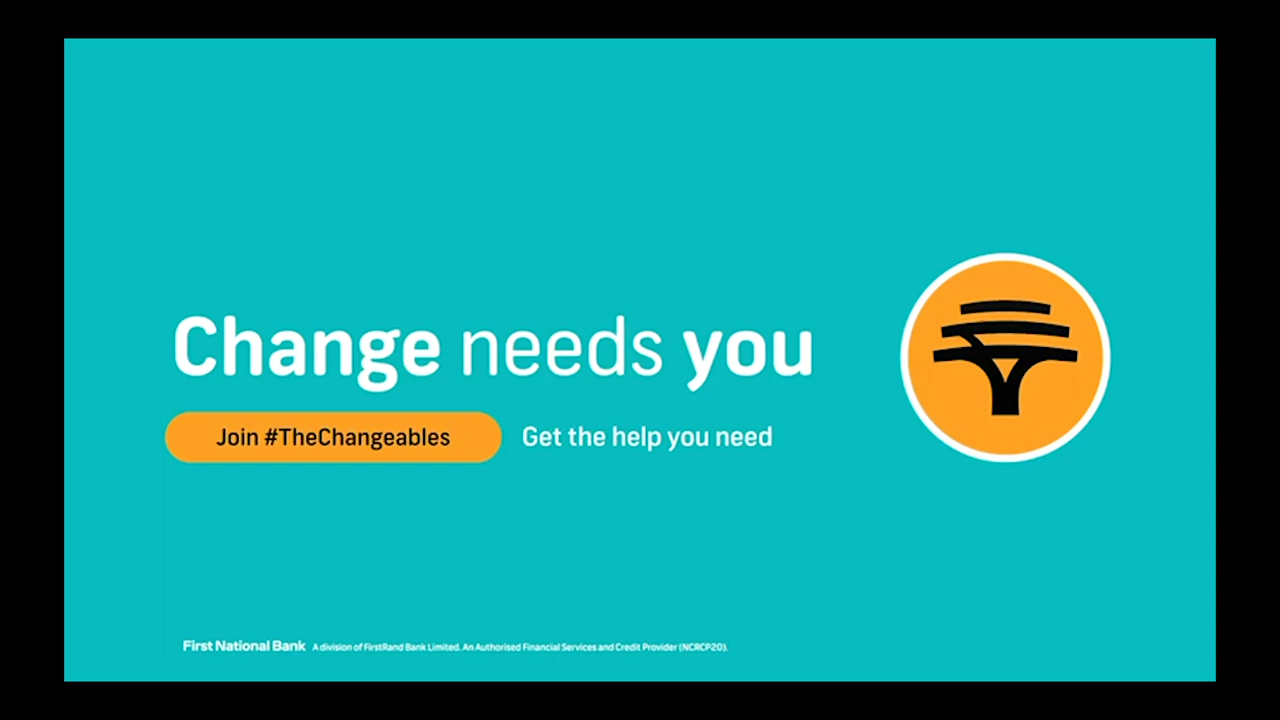 Change needs you
Join #TheChangeables Get the help you need
First National Bank A division of FirstRand Bank Limited. An Authorised Financial Services and Credit Provider (NCRCP20).